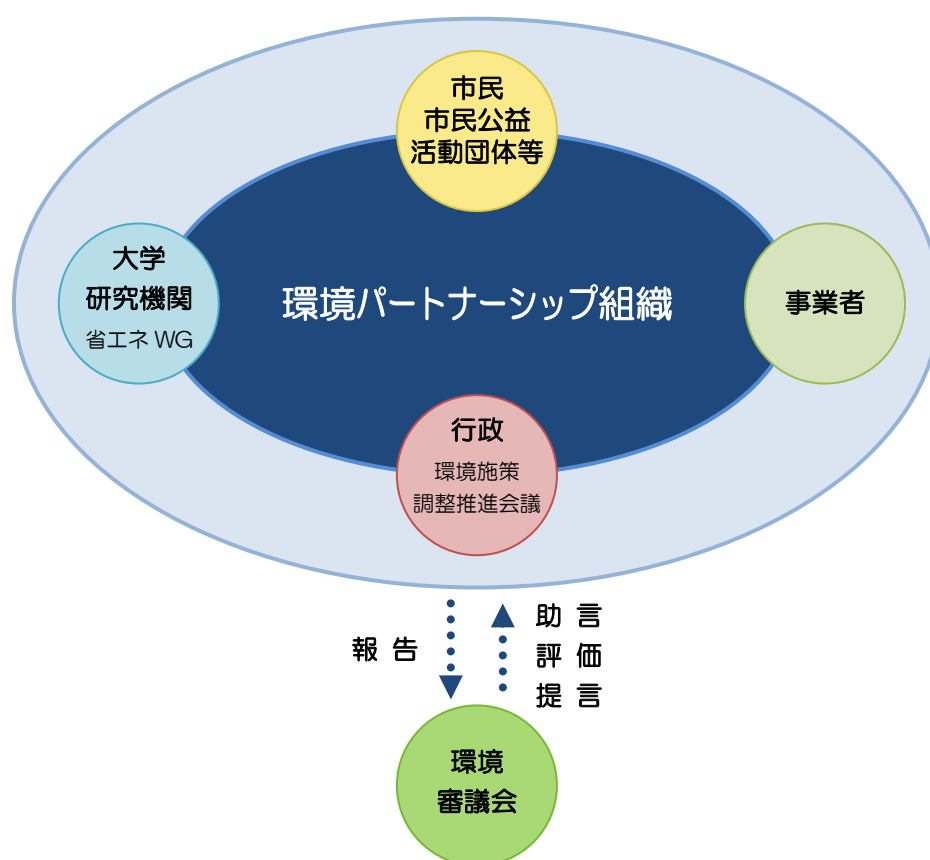 市民
市民公益
活動団体等
大学
研究機関
省エネ WG
環境パートナーシップ組織
事業者
行政
環境施策
調整推進会議
報 告
助 言
評 価
提 言
環境
審議会